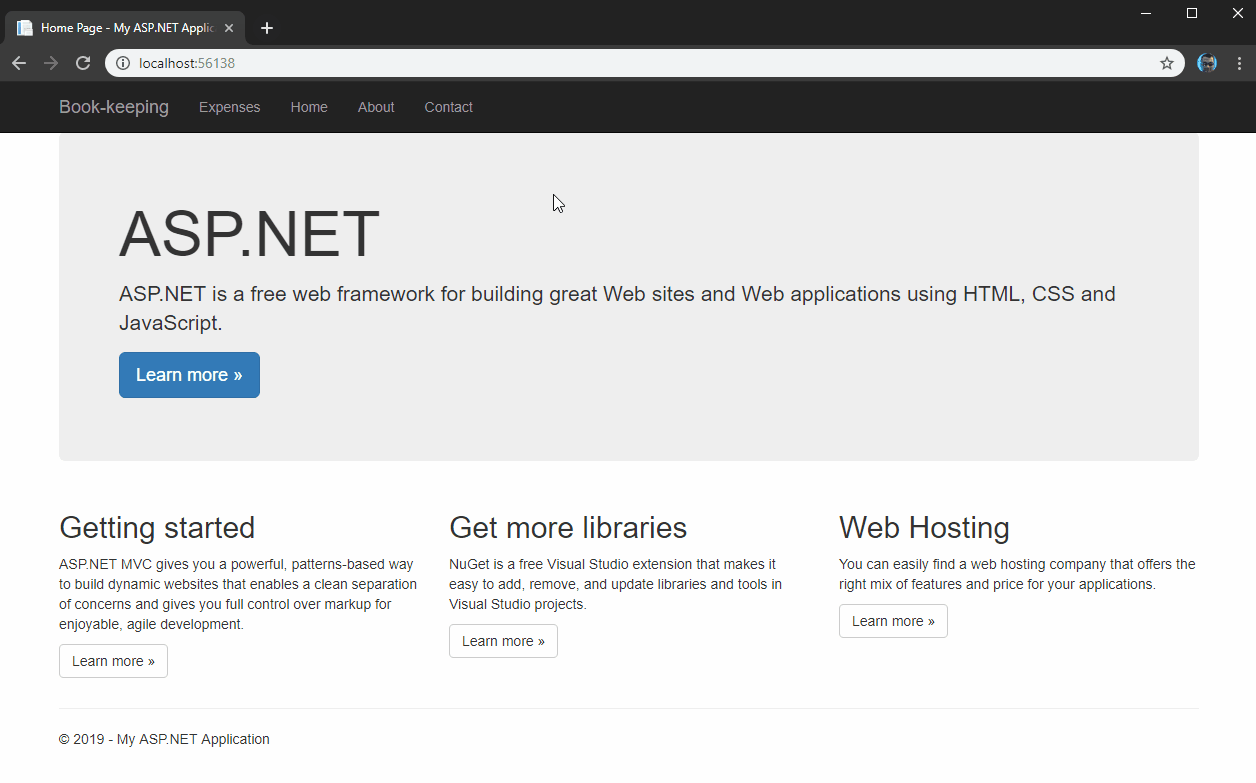 Home Page - My ASP.NET Applic
localhost:56138
Book-keeping Expenses Home About Contact
ASP.NET
ASP.NET is a free web framework for building great Web sites and Web applications using HTML, CSS and
JavaScript.
Learn more »
Getting started
ASP.NET MVC gives you a powerful, patterns-based way
to build dynamic websites that enables a clean separation
of concerns and gives you full control over markup for
enjoyable, agile development.
Learn more »
Get more libraries
NuGet is a free Visual Studio extension that makes it
easy to add, remove, and update libraries and tools in
Visual Studio projects.
Learn more »
Web Hosting
You can easily find a web hosting company that offers the
right mix of features and price for your applications.
Learn more »
© 2019 - My ASP.NET Application